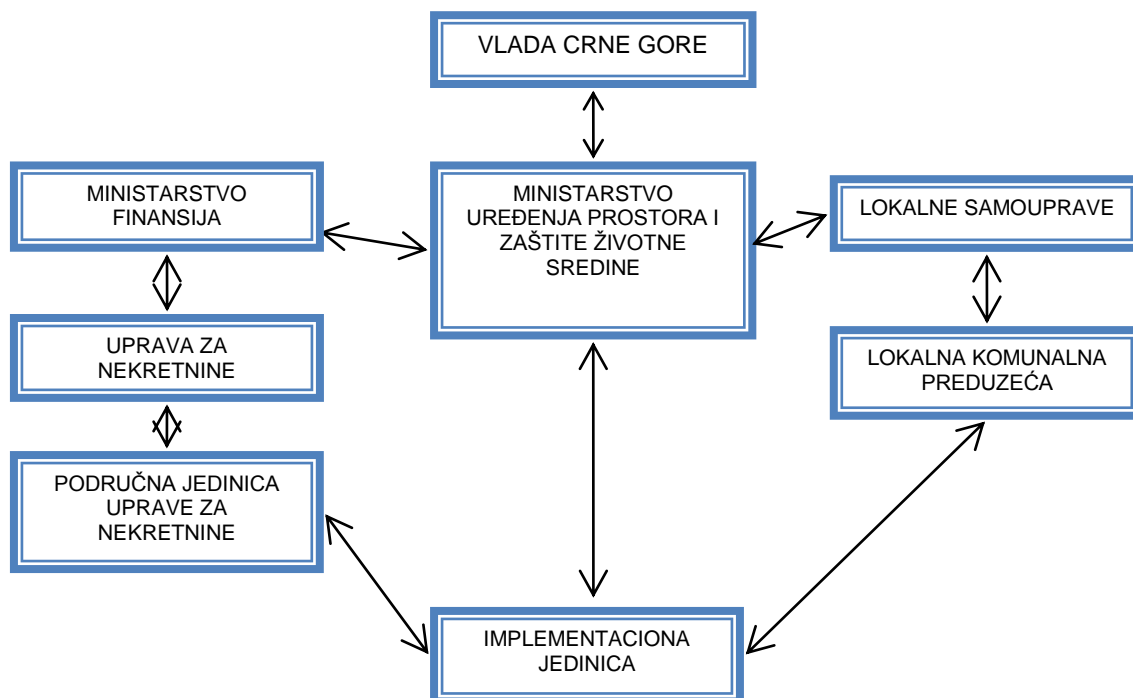 VLADA CRNE GORE
MINISTARSTVO
FINANSIJA
MINISTARSTVO
UREĐENJA PROSTORA I
ZAŠTITE ŽIVOTNE
SREDINE
LOKALNE SAMOUPRAVE
UPRAVA ZA
NEKRETNINE
LOKALNA KOMUNALNA
PREDUZEĆA
PODRUČNA JEDINICA
UPRAVE ZA
NEKRETNINE
IMPLEMENTACIONA
JEDINICA